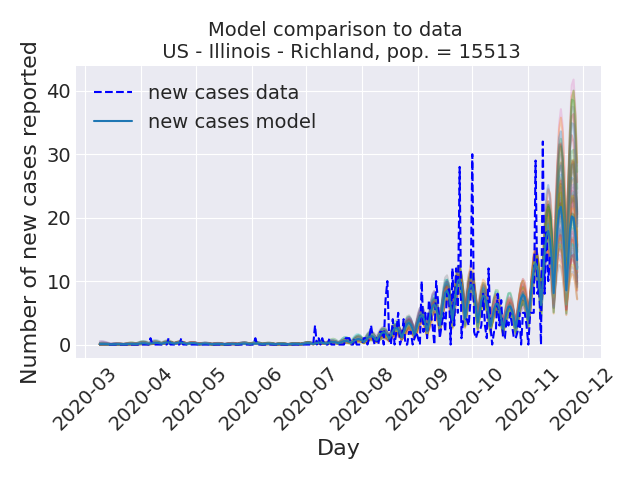 Model comparison to data
US - Illinois - Richland, pop. = 15513
Number of new cases reported
40
30
20
10
0
new cases data
new cases model
2020-03
2020-04
2020-05
2020-06
2020-07
2020-08
2020-09
2020-10
2020-11
2020-12
Day